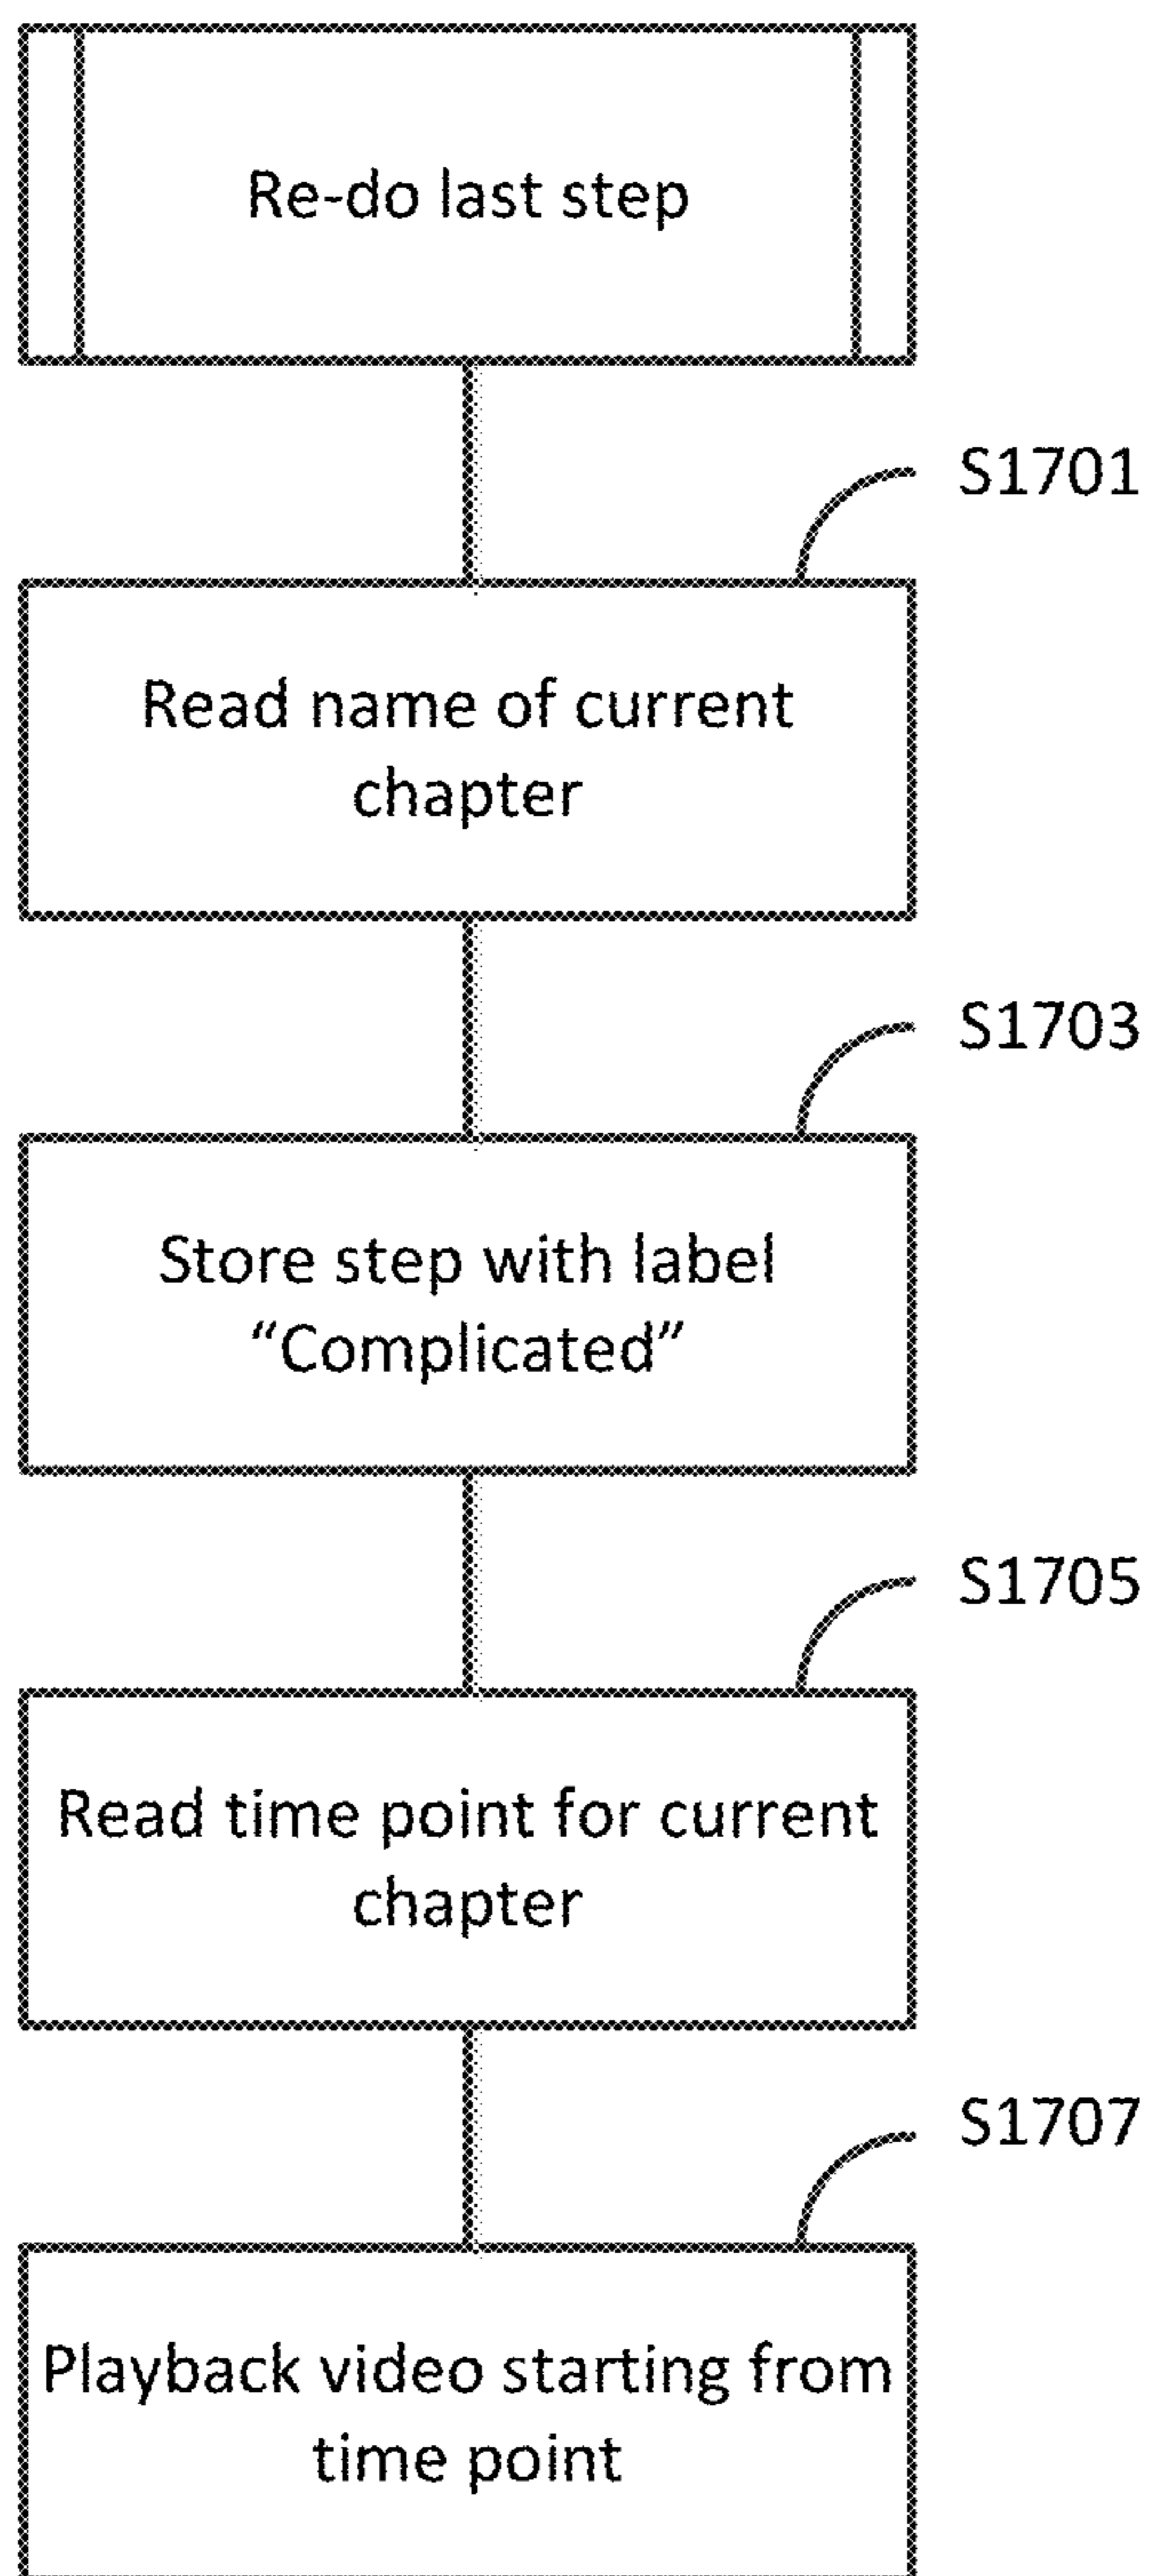 Re-do last step
S1701
Read name of current
chapter
S1703
Store step with label
“Complicated”
S1705
Read time point for current
chapter
S1707
Playback video starting from
time point